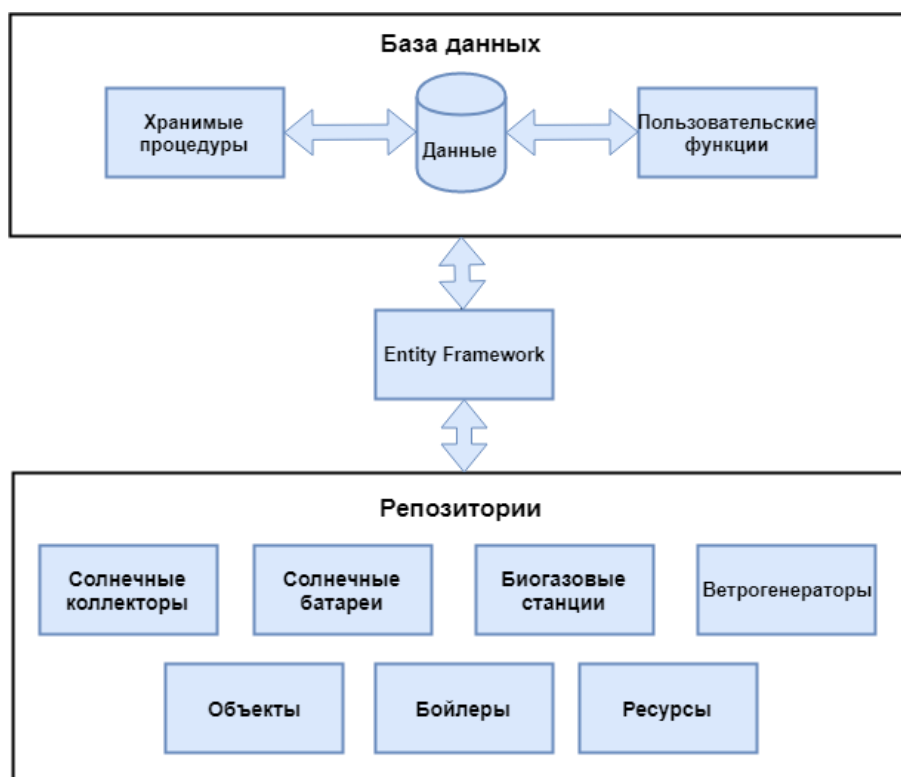 База данных
Хранимые
процедуры
Данные
Пользовательские
функции
Entity Framework
Репозитории
Солнечные
коллекторы
Солнечные
батареи
Биогазовые
станции
Ветрогенераторы
Объекты
Бойлеры
Ресурсы